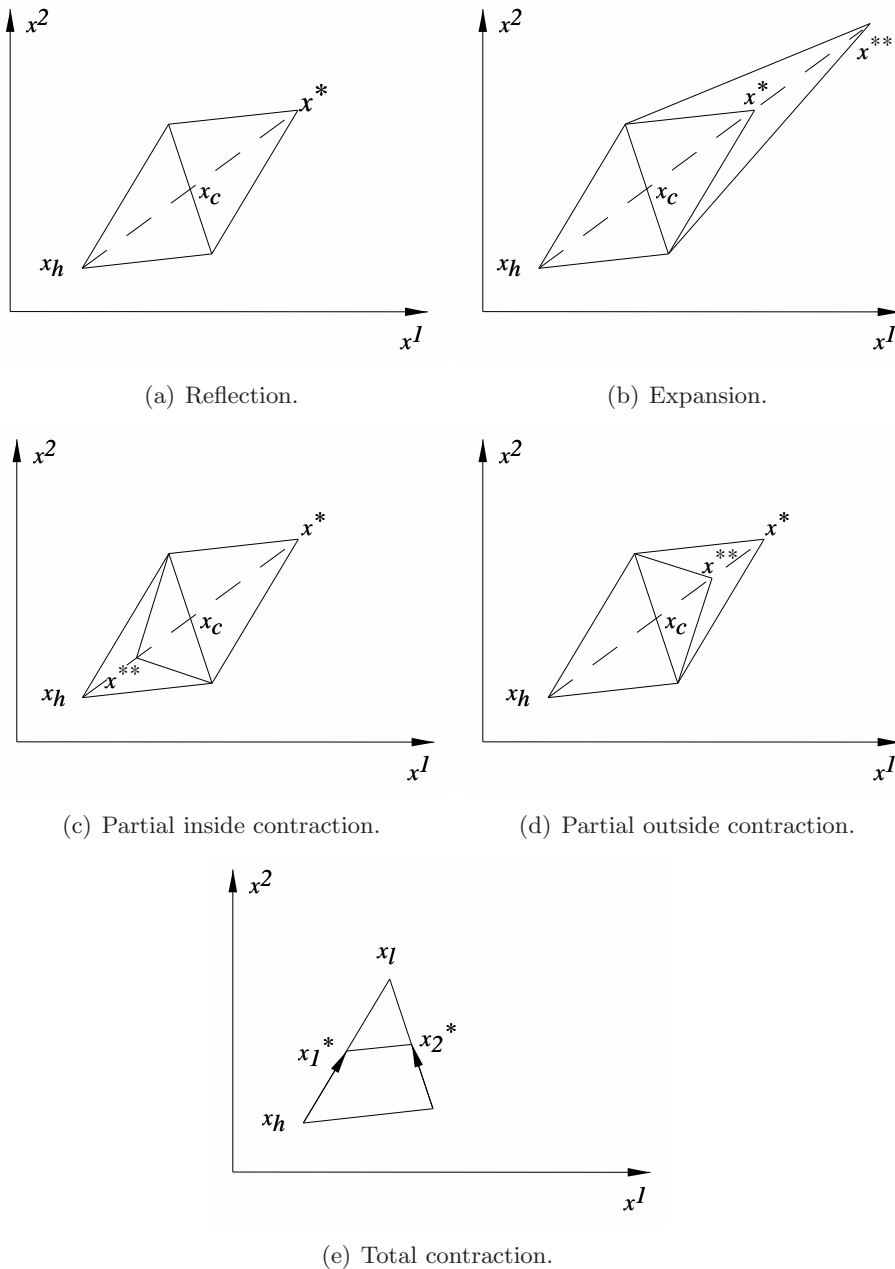 x2
x*
xc
xh
x1
(a) Reflection.
x2
x**
x*
xc
xh
x1
(b) Expansion.
x2
x*
xc
x**
xh
x1
(c) Partial inside contraction.
x2
x*
x**
xc
xh
x1
(d) Partial outside contraction.
x2
xl
x1*
x2*
xh
x1
(e) Total contraction.